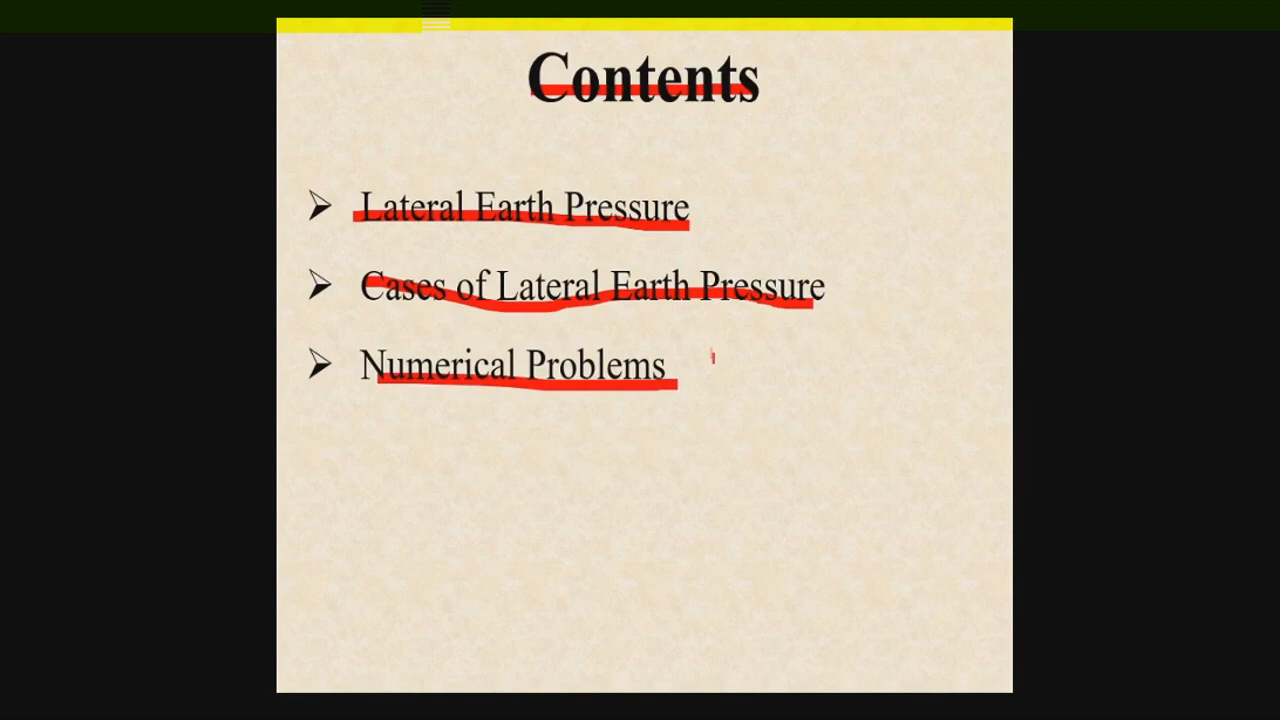 Contents
Lateral Earth Pressure
Cases of Lateral Earth Pressure
Numerical Problems